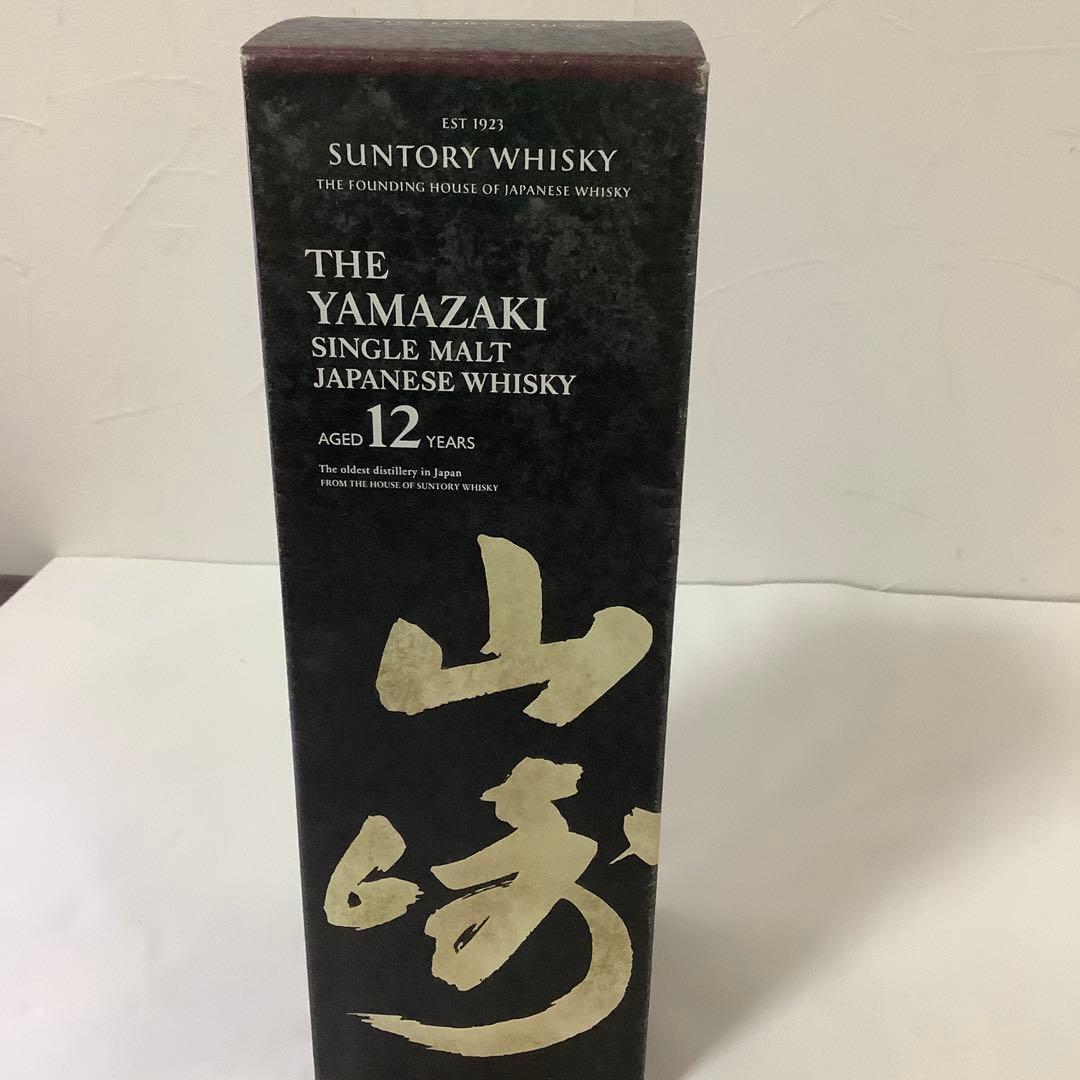 EST 1923
SUNTORY WHISKY
THE FOUNDING HOUSE OF JAPANESE WHISKY
THE
YAMAZAKI
SINGLE MALT
JAPANESE WHISKY
AGED 12 YEARS
The oldest distillery in Japan
FROM THE HOUSE OF SUNTORY WHISKY
山
崎